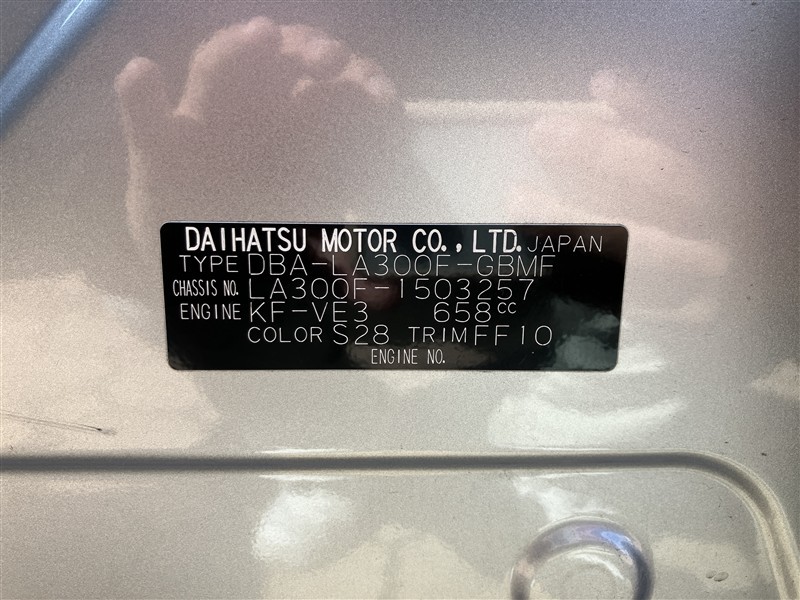 DAIHATSU MOTOR CO., LTD. JAPAN
TYPE DBA-LA300F-GBMF
CHASSIS NO. LA300F-1503257
ENGINE KF-VE3 658cc
COLOR S28 TRIM FF10
ENGINE NO.